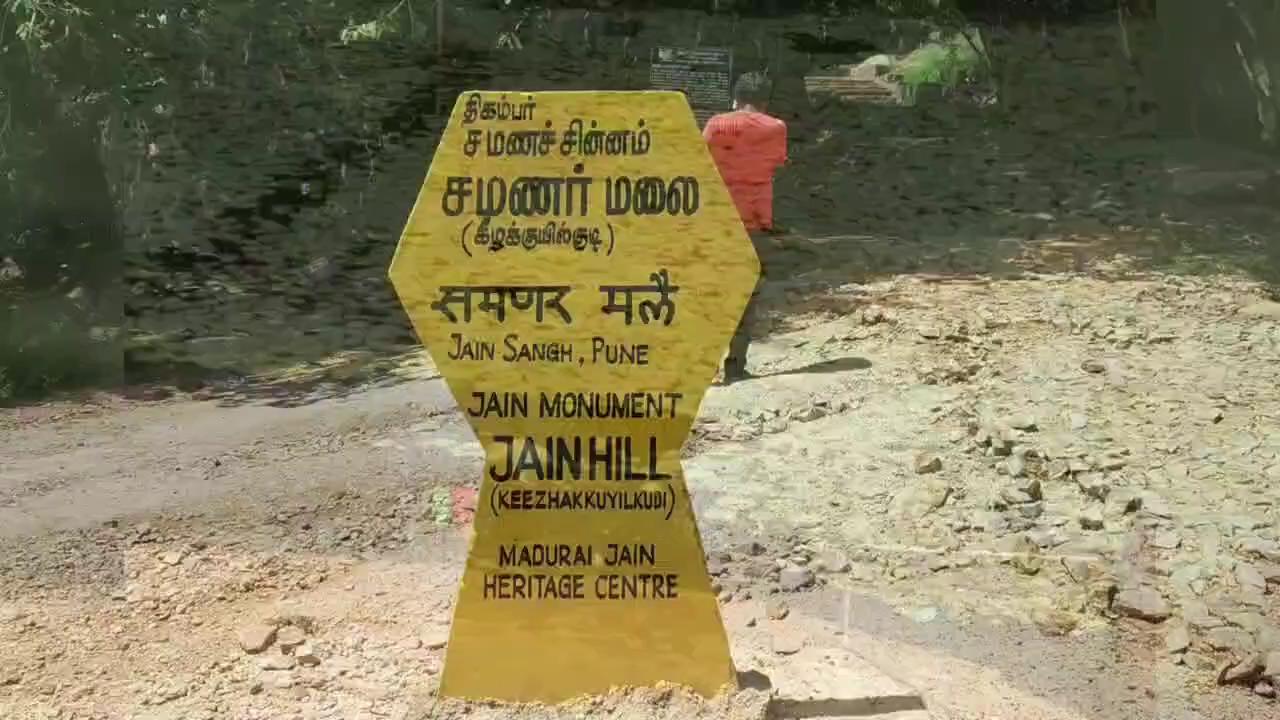 திகம்பர்
சமணச் சின்னம்
சமணர் மலை
(கீழக்குயில்குடி)
समणर मलै
JAIN SANGH, PUNE
JAIN MONUMENT
JAIN HILL
(KEEZHAKKUYILKUDI)
MADURAI JAIN
HERITAGE CENTRE